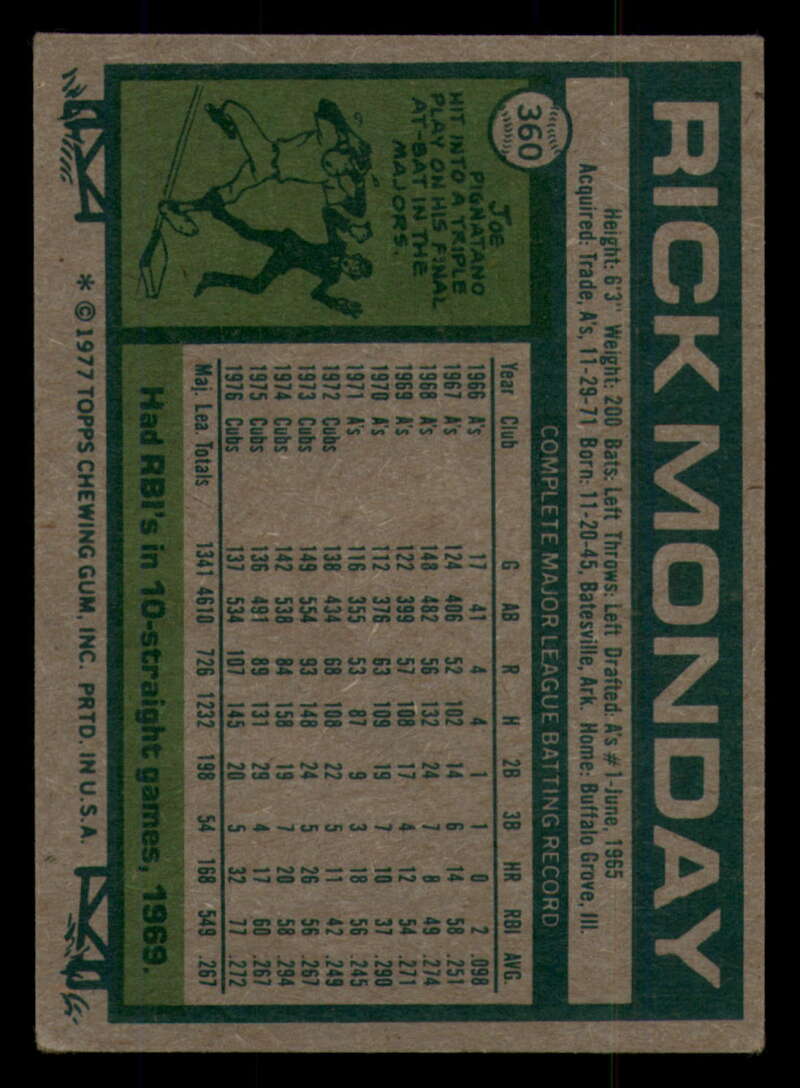 360
RICK MONDAY
Height: 6'3" Weight: 200 Bats: Left Throws: Left Drafted: A's #1-June, 1965
Acquired: Trade, A's, 11-29-71 Born: 11-20-45, Batesville, Ark. Home: Buffalo Grove, Ill.
JOE
PIGNATANO
HIT INTO A TRIPLE
PLAY ON HIS FINAL
AT-BAT IN THE
MAJORS.
COMPLETE MAJOR LEAGUE BATTING RECORD
Year Club G AB R H 2B 3B HR RBI AVG.
1966 A's 17 41 4 4 1 1 0 2 .098
1967 A's 124 406 52 102 14 6 14 58 .251
1968 A's 148 482 56 132 24 7 8 49 .274
1969 A's 122 399 57 108 17 4 12 54 .271
1970 A's 112 376 63 109 19 7 10 37 .290
1971 A's 116 355 53 87 9 3 18 56 .245
1972 Cubs 138 434 68 108 22 5 11 42 .249
1973 Cubs 149 554 93 148 24 5 26 56 .267
1974 Cubs 142 538 84 158 19 7 20 58 .294
1975 Cubs 136 491 89 131 29 4 17 60 .267
1976 Cubs 137 534 107 145 20 5 32 77 .272
Maj. Lea. Totals 1341 4610 726 1232 198 54 168 549 .267
Had RBI's in 10-straight games, 1969.
* ©1977 TOPPS CHEWING GUM, INC. PRTD. IN U.S.A.